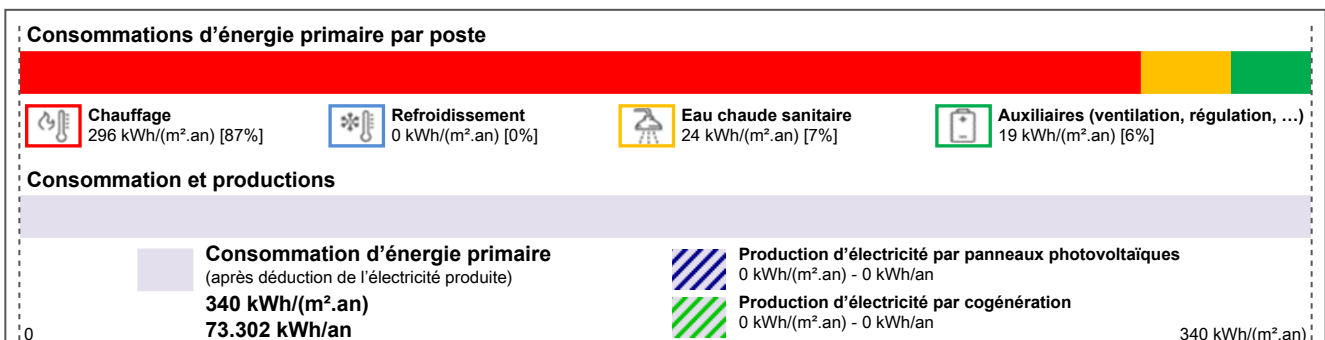 Consommations d'énergie primaire par poste
Chauffage
296 kWh/(m².an) [87%]
Refroidissement
0 kWh/(m².an) [0%]
Eau chaude sanitaire
24 kWh/(m².an) [7%]
Auxiliaires (ventilation, régulation, …)
19 kWh/(m².an) [6%]
Consommation et productions
Consommation d'énergie primaire
(après déduction de l'électricité produite)
340 kWh/(m².an)
73.302 kWh/an
Production d'électricité par panneaux photovoltaïques
0 kWh/(m².an) - 0 kWh/an
Production d'électricité par cogénération
0 kWh/(m².an) - 0 kWh/an
0
340 kWh/(m².an)